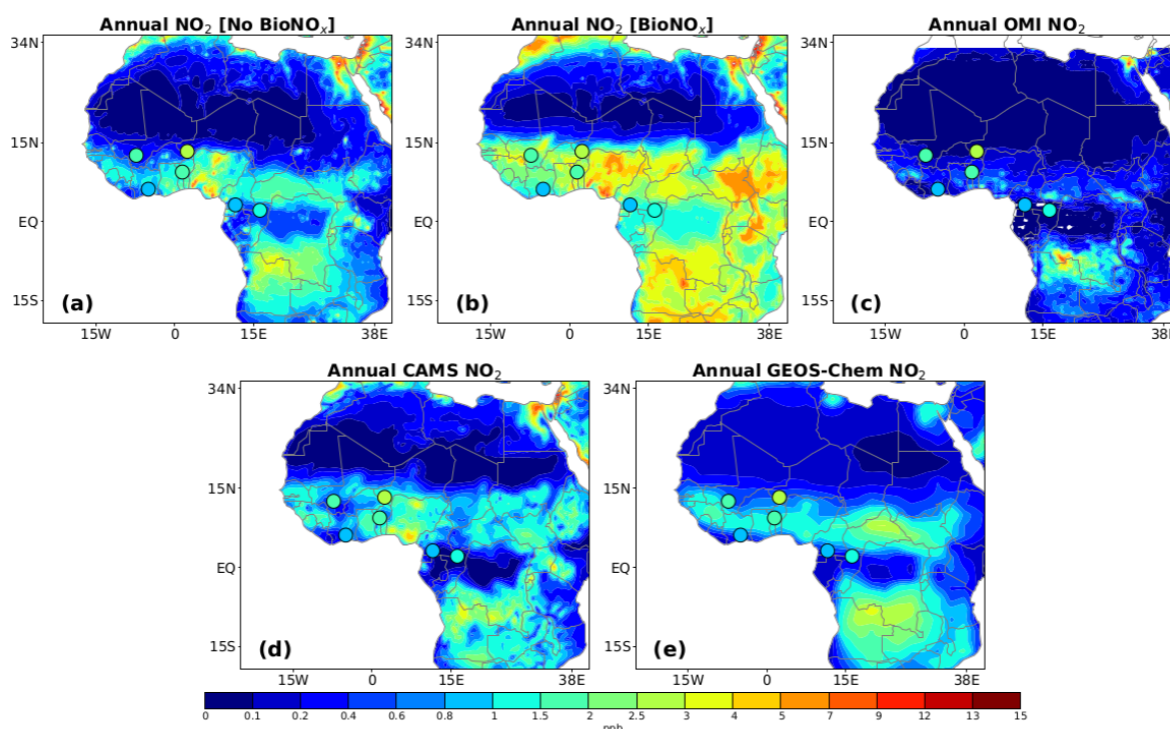 Annual NO₂ [No BioNOₓ]
Annual NO₂ [BioNOₓ]
Annual OMI NO₂
34N
15N
EQ
15S
(a)
15W
0
15E
38E
34N
15N
EQ
15S
(b)
15W
0
15E
38E
34N
15N
EQ
15S
(c)
15W
0
15E
38E
Annual CAMS NO₂
Annual GEOS-Chem NO₂
34N
15N
EQ
15S
(d)
15W
0
15E
38E
34N
15N
EQ
15S
(e)
15W
0
15E
38E
0 0.1 0.2 0.4 0.6 0.8 1 1.5 2 2.5 3 4 5 7 9 12 13 15